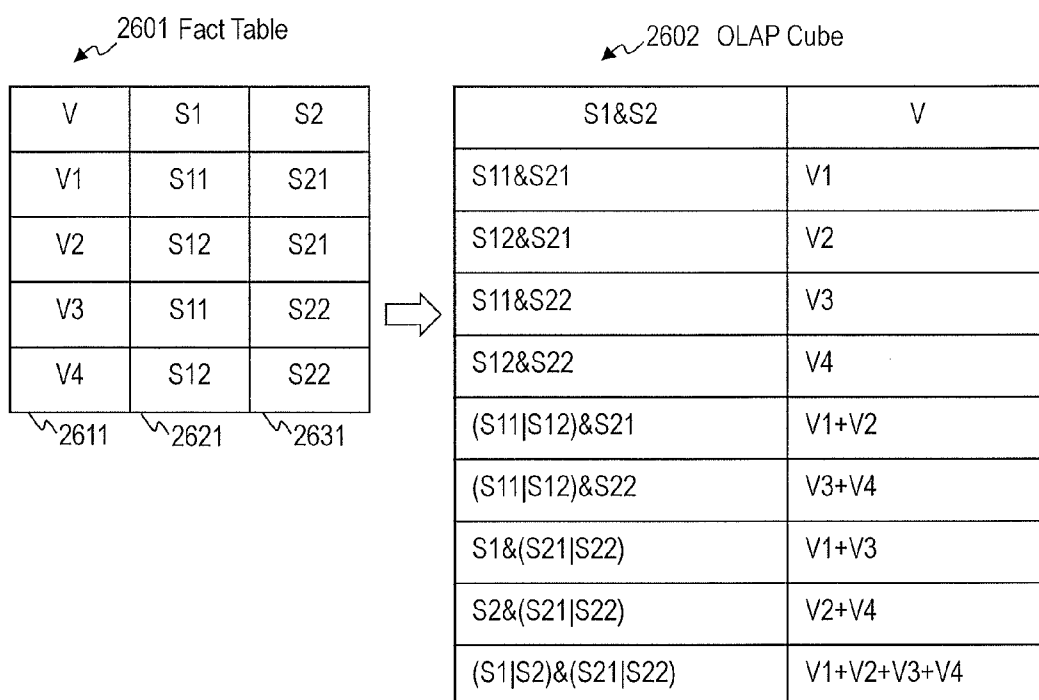 2601 Fact Table
V S1 S2
V1 S11 S21
V2 S12 S21
V3 S11 S22
V4 S12 S22
2611 2621 2631
2602 OLAP Cube
S1&S2 V
S11&S21 V1
S12&S21 V2
S11&S22 V3
S12&S22 V4
(S11|S12)&S21 V1+V2
(S11|S12)&S22 V3+V4
S1&(S21|S22) V1+V3
S2&(S21|S22) V2+V4
(S1|S2)&(S21|S22) V1+V2+V3+V4